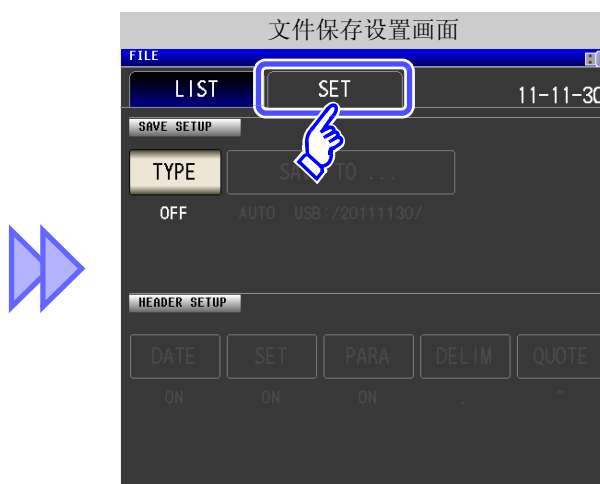 文件保存设置画面
FILE
LIST SET 11-11-30
SAVE SETUP
TYPE SAVE TO ...
OFF AUTO USB:/20111130/
HEADER SETUP
DATE SET PARA DELIM QUOTE
ON ON ON